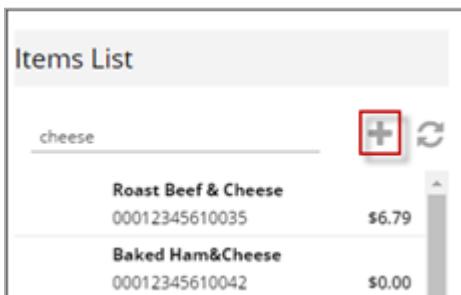 Items List
cheese
Roast Beef & Cheese
00012345610035 $6.79
Baked Ham&Cheese
00012345610042 $0.00